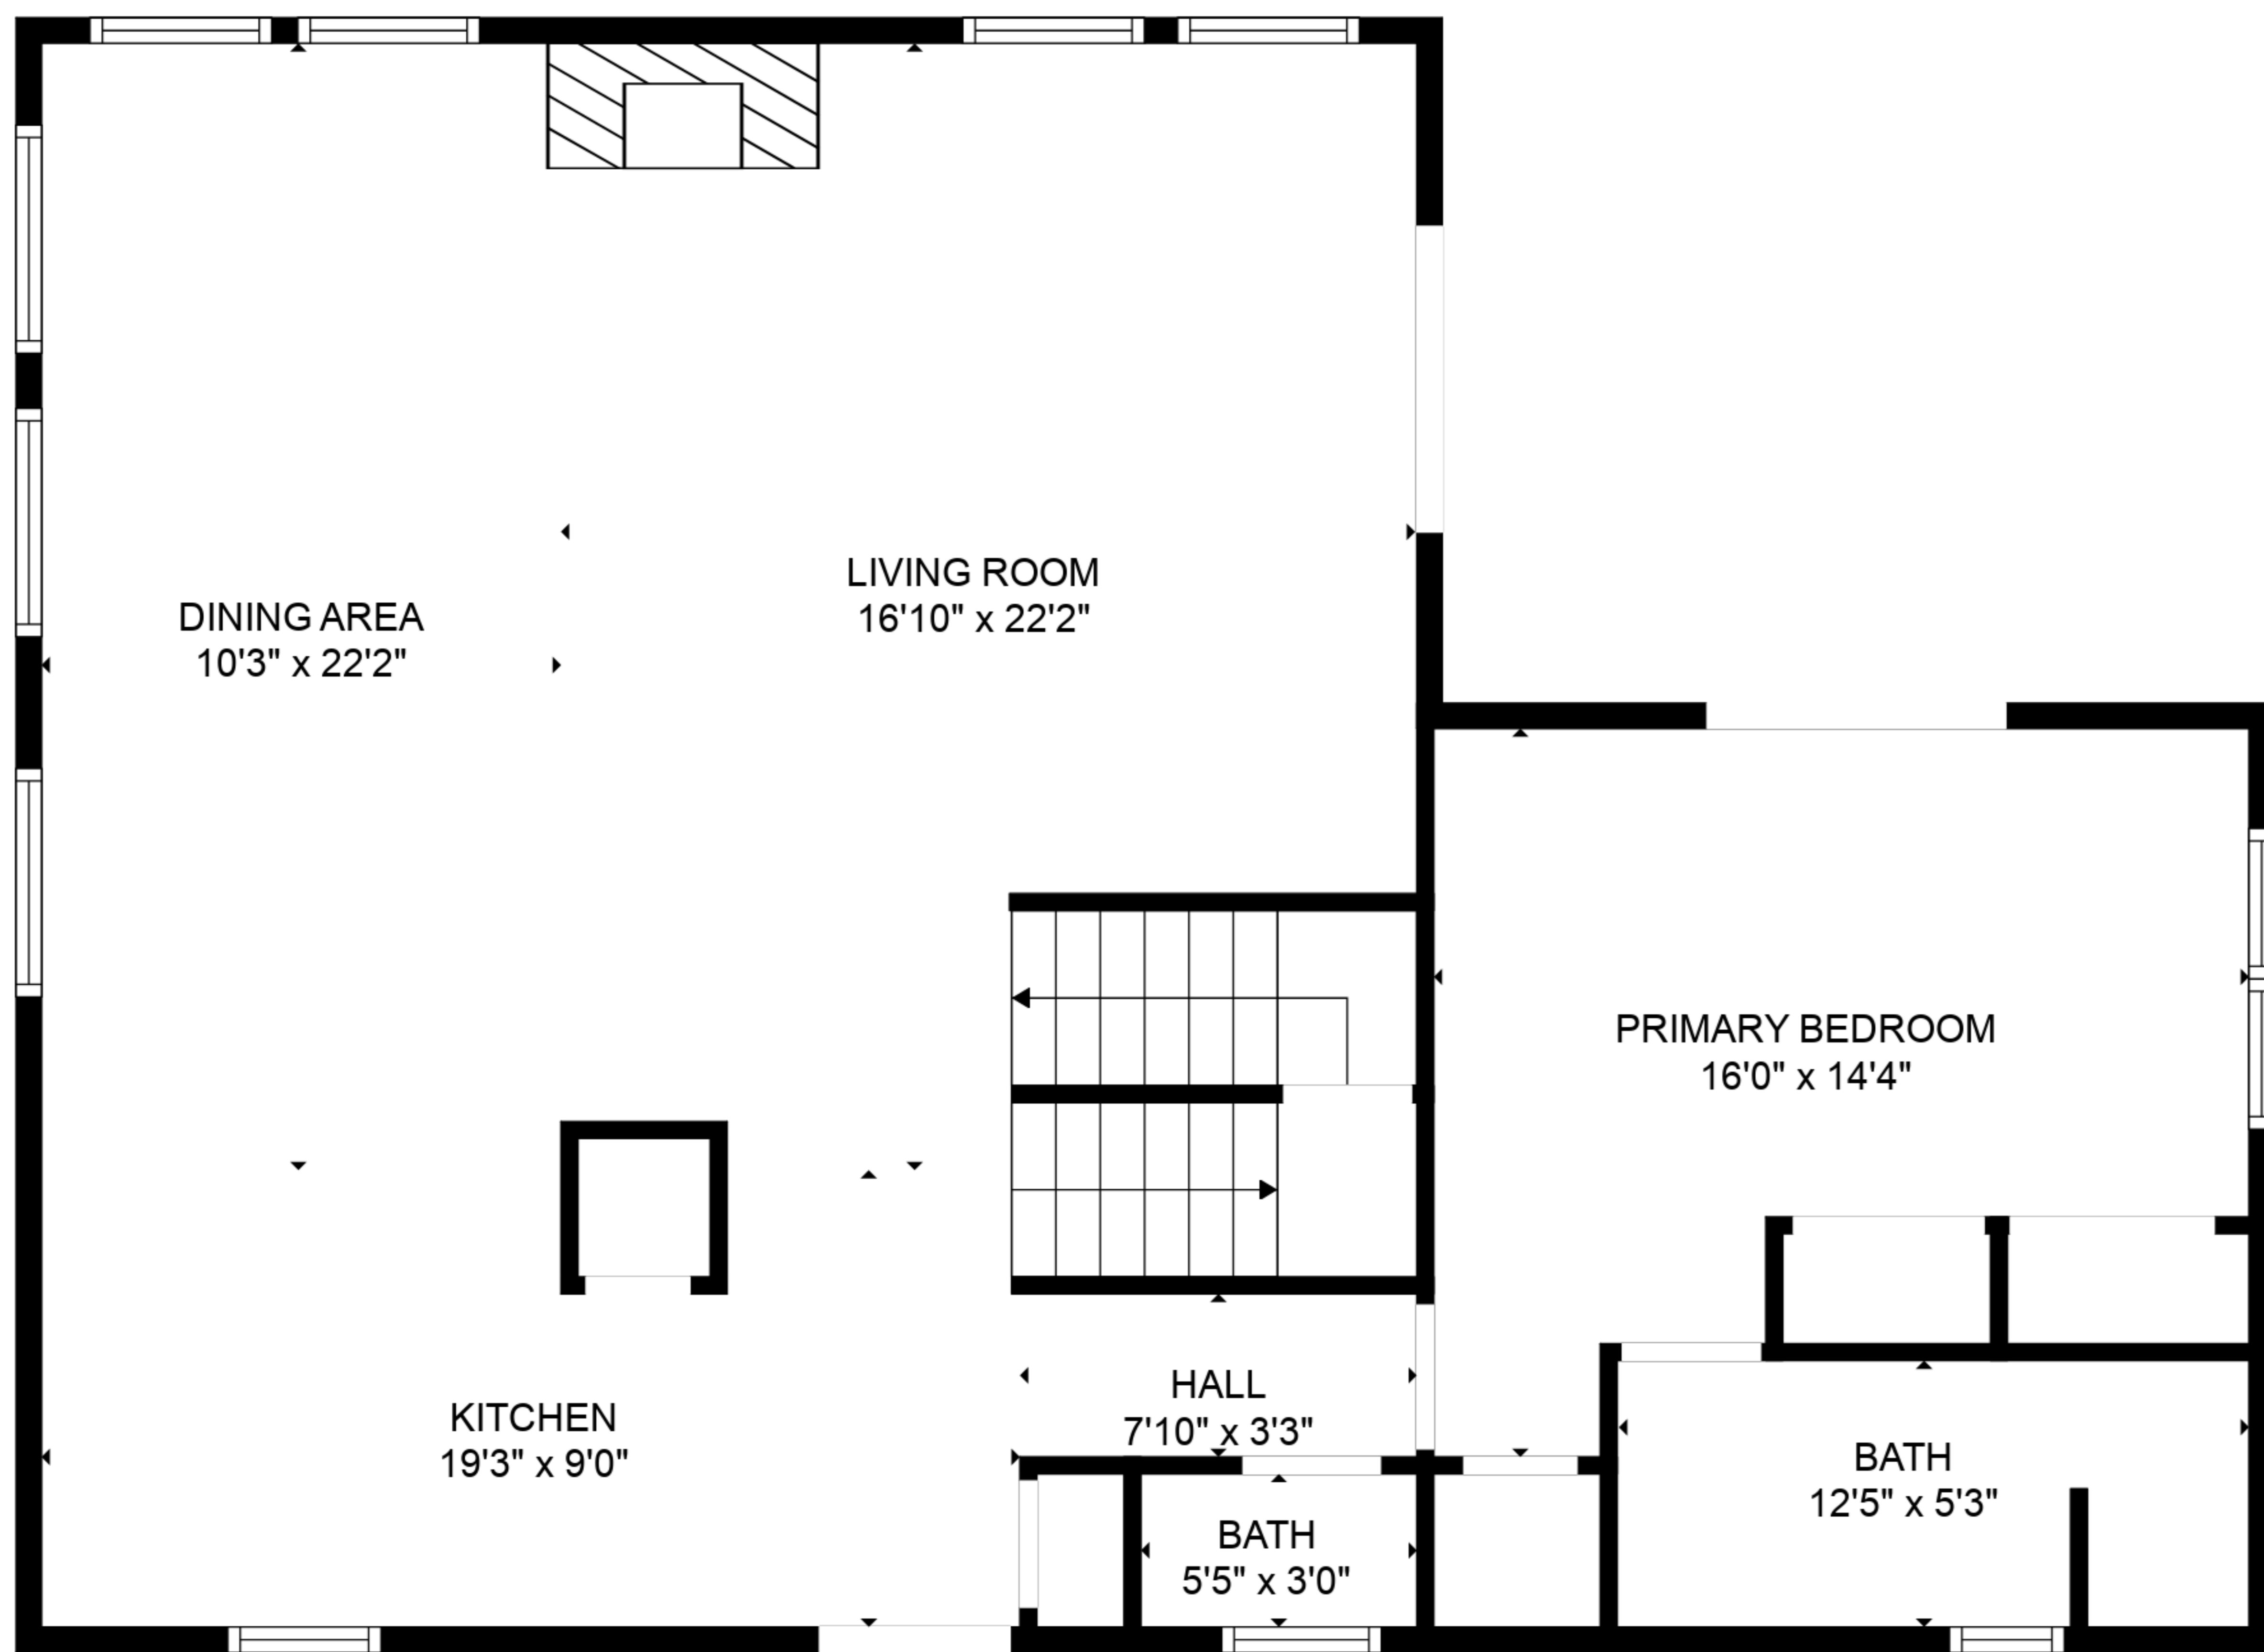 LIVING ROOM
16'10" x 22'2"
DINING AREA
10'3" x 22'2"
PRIMARY BEDROOM
16'0" x 14'4"
HALL
7'10" x 3'3"
KITCHEN
19'3" x 9'0"
BATH
12'5" x 5'3"
BATH
5'5" x 3'0"